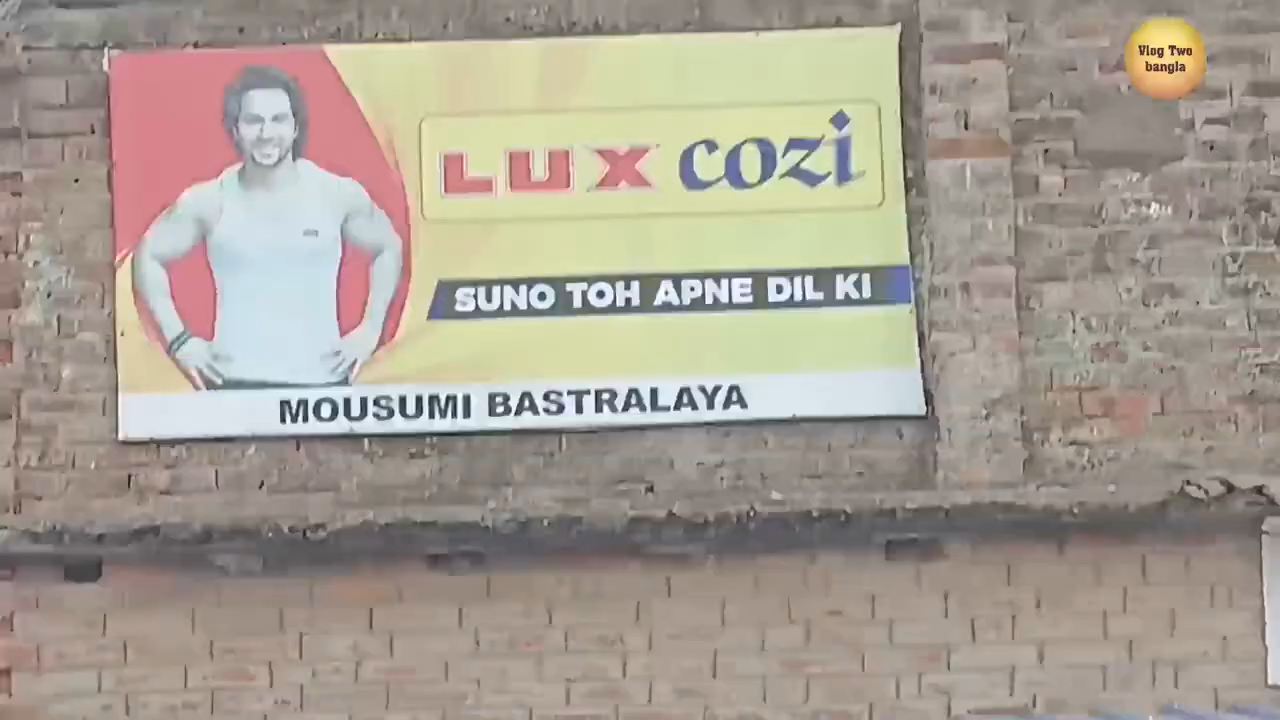 Vlog Two
bangla
LUX cozi
SUNO TOH APNE DIL KI
MOUSUMI BASTRALAYA